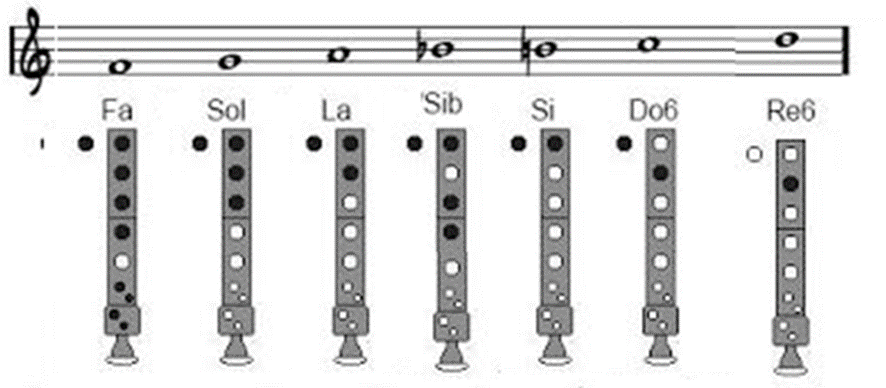 Fa Sol La 'Sib Si Do6 Re6